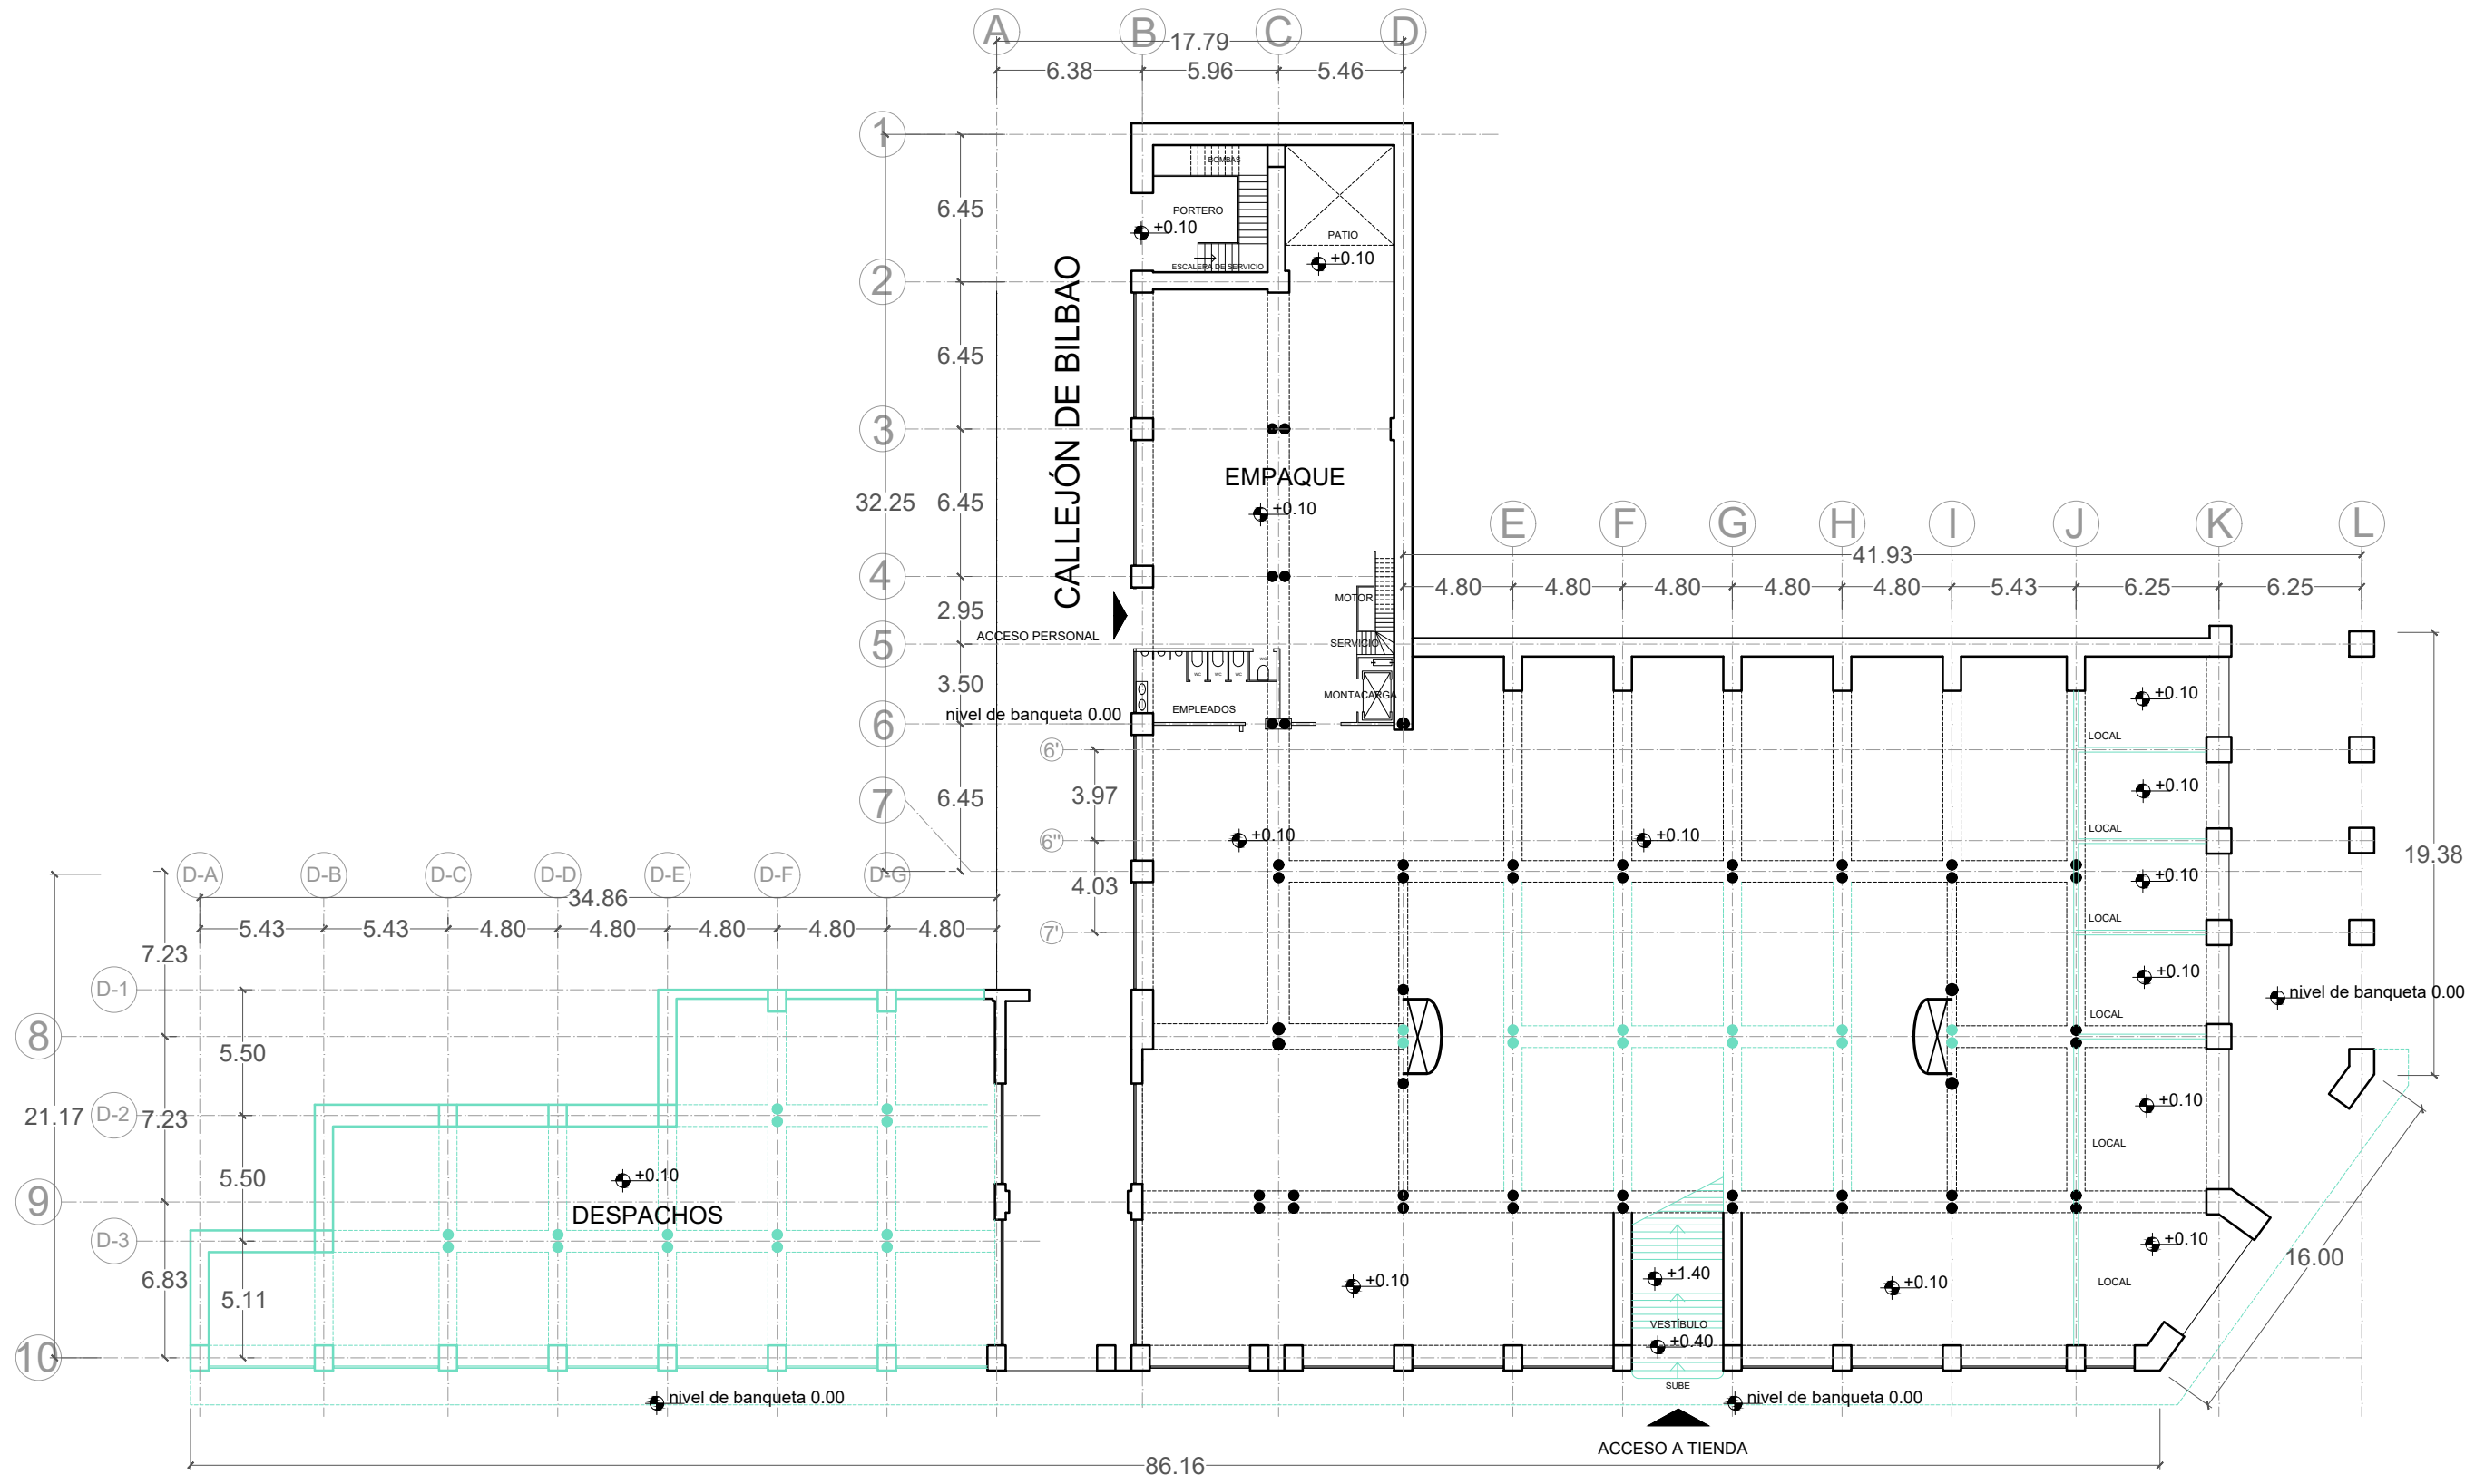 A
B
C
D
17.79
6.38
5.96
5.46
1
BOMBAS
6.45
PORTERO
+0.10
PATIO
+0.10
ESCALERA DE SERVICIO
2
CALLEJÓN DE BILBAO
6.45
3
EMPAQUE
+0.10
32.25
6.45
E
F
G
H
I
J
K
L
41.93
4
4.80
4.80
4.80
4.80
4.80
5.43
6.25
6.25
MOTOR
2.95
ACCESO PERSONAL
5
SERVICIO
WC
WC
WC
WC
3.50
MONTACARGA
+0.10
EMPLEADOS
nivel de banqueta 0.00
6
LOCAL
6'
+0.10
3.97
6.45
7
LOCAL
6''
+0.10
+0.10
19.38
D-A
D-B
D-C
D-D
D-E
D-F
D-G
+0.10
4.03
34.86
LOCAL
5.43
5.43
4.80
4.80
4.80
4.80
4.80
7'
7.23
+0.10
D-1
nivel de banqueta 0.00
LOCAL
8
5.50
21.17
D-2
7.23
+0.10
LOCAL
5.50
+0.10
9
DESPACHOS
D-3
+0.10
16.00
6.83
5.11
+0.10
+1.40
+0.10
LOCAL
VESTÍBULO
+0.40
10
SUBE
nivel de banqueta 0.00
nivel de banqueta 0.00
ACCESO A TIENDA
86.16